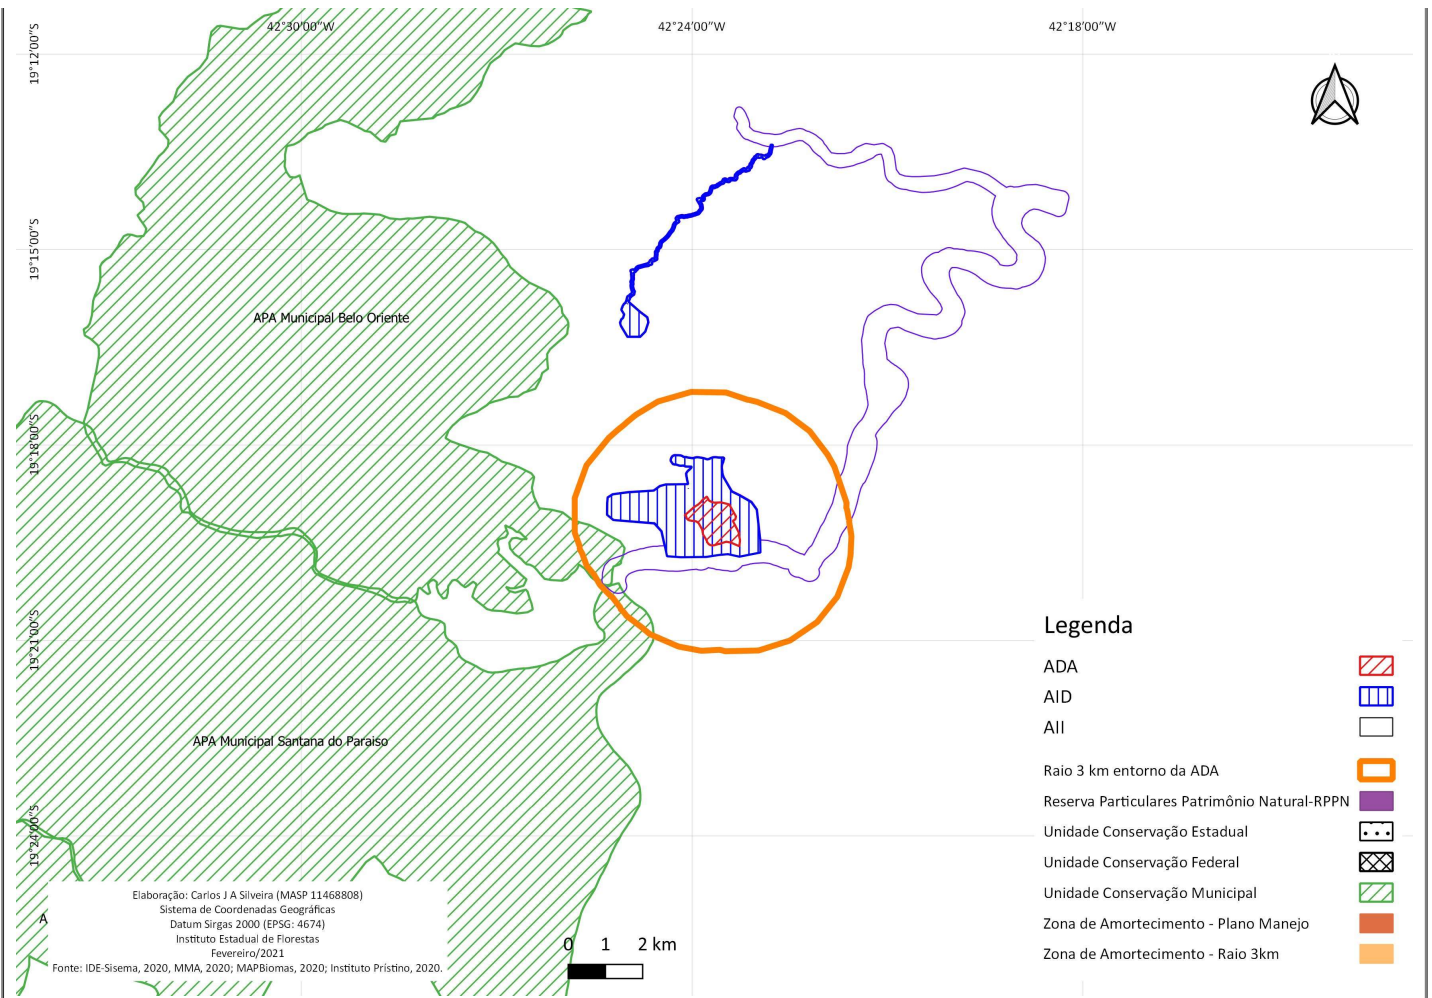 42°30'00"W
42°24'00"W
42°18'00"W
19°12'00"S
19°15'00"S
APA Municipal Belo Oriente
19°18'00"S
19°21'00"S
Legenda
ADA
AID
AII
APA Municipal Santana do Paraiso
Raio 3 km entorno da ADA
Reserva Particulares Patrimônio Natural-RPPN
Unidade Conservação Estadual
19°24'00"S
Unidade Conservação Federal
Unidade Conservação Municipal
Zona de Amortecimento - Plano Manejo
Zona de Amortecimento - Raio 3km
A
Elaboração: Carlos J A Silveira (MASP 11468808)
Sistema de Coordenadas Geográficas
Datum Sirgas 2000 (EPSG: 4674)
Instituto Estadual de Florestas
Fevereiro/2021
Fonte: IDE-Sisema, 2020, MMA, 2020; MAPBiomas, 2020; Instituto Prístino, 2020.
0 1 2 km